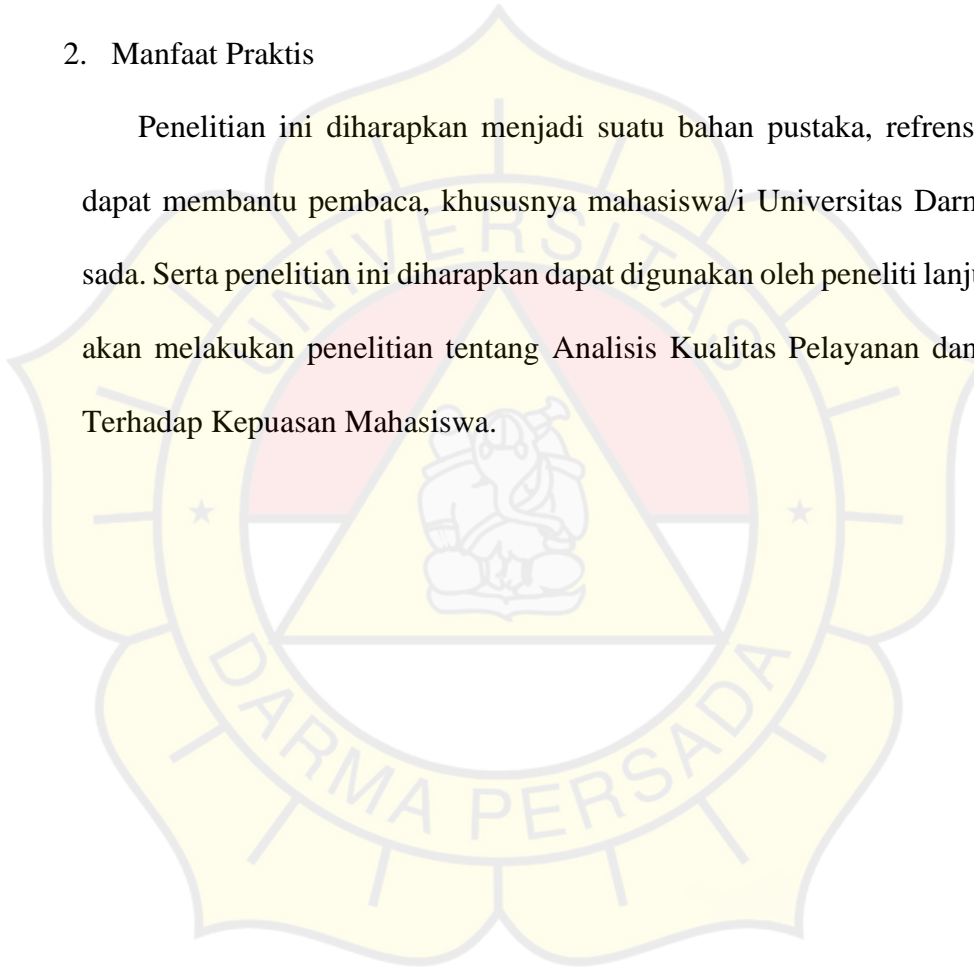 2. Manfaat Praktis
Penelitian ini diharapkan menjadi suatu bahan pustaka, refrens
dapat membantu pembaca, khususnya mahasiswa/i Universitas Darn
sada. Serta penelitian ini diharapkan dapat digunakan oleh peneliti lanju
akan melakukan penelitian tentang Analisis Kualitas Pelayanan dan
Terhadap Kepuasan Mahasiswa.
UNIVERSITAS
DARMA PERSADA